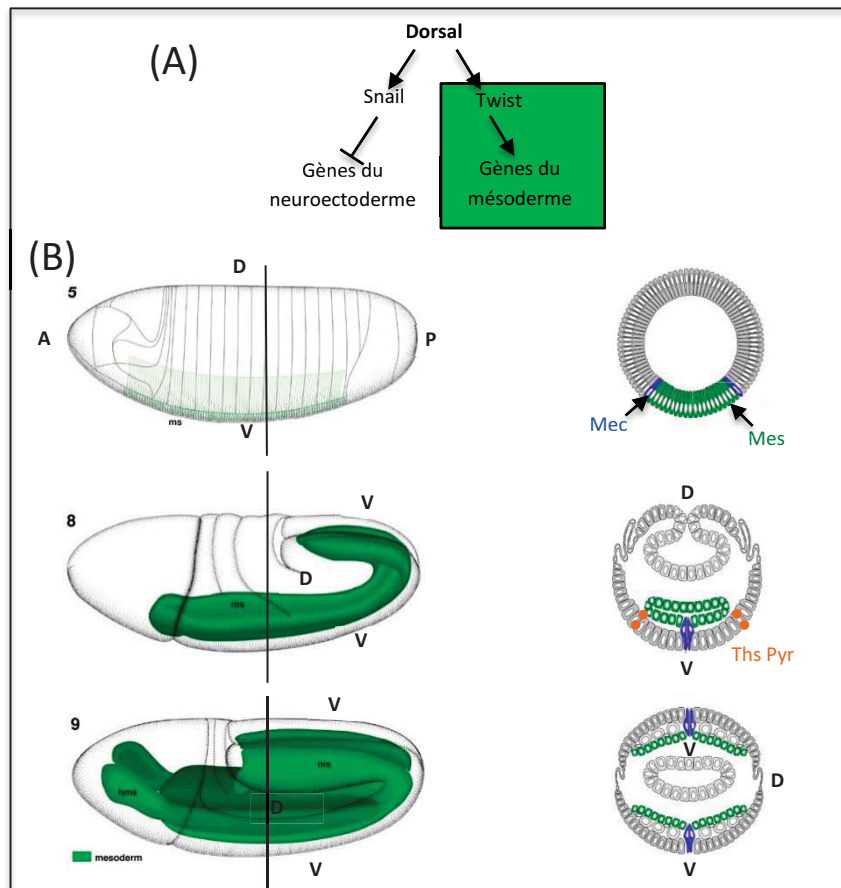 (A)
Dorsal
Snail
Twist
Gènes du
neuroectoderme
Gènes du
mésoderme
(B)
5
D
A
P
ms
V
Mec
Mes
8
V
D
ms
V
D
Ths Pyr
V
9
V
ms
hms
D
V
mesoderm
V
D
V